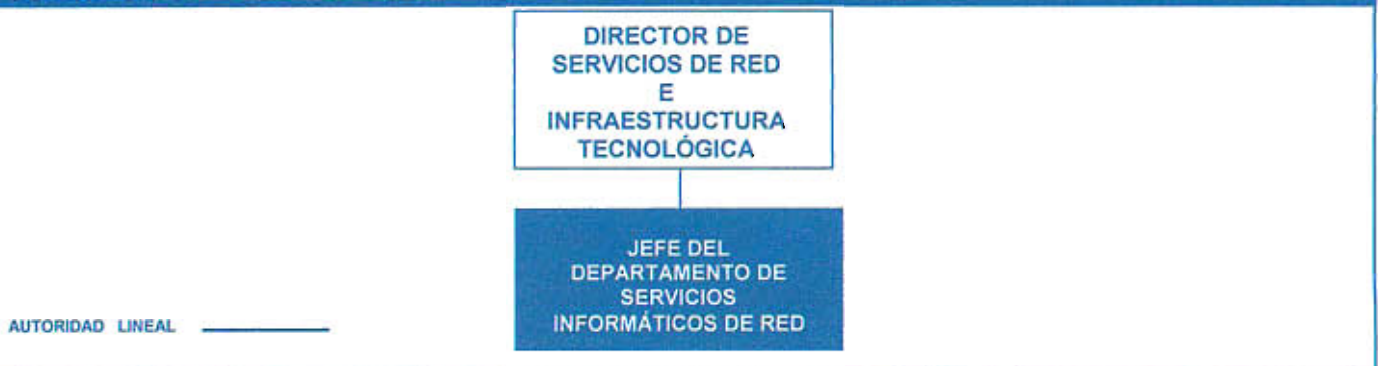 DIRECTOR DE
SERVICIOS DE RED
E
INFRAESTRUCTURA
TECNOLÓGICA
JEFE DEL
DEPARTAMENTO DE
SERVICIOS
INFORMÁTICOS DE RED
AUTORIDAD LINEAL